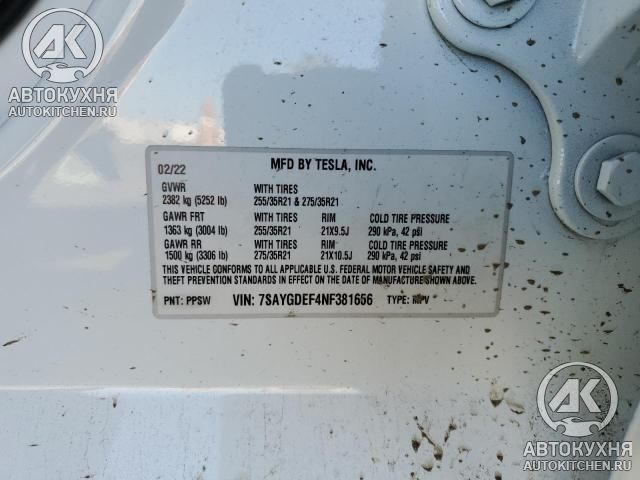 АК
АВТОКУХНЯ
AUTOKITCHEN.RU
02/22 MFD BY TESLA, INC.
GVWR WITH TIRES
2382 kg (5252 lb) 255/35R21 & 275/35R21
GAWR FRT WITH TIRES RIM COLD TIRE PRESSURE
1363 kg (3004 lb) 255/35R21 21X9.5J 290 kPa, 42 psi
GAWR RR WITH TIRES RIM COLD TIRE PRESSURE
1500 kg (3306 lb) 275/35R21 21X10.5J 290 kPa, 42 psi
THIS VEHICLE CONFORMS TO ALL APPLICABLE U.S. FEDERAL MOTOR VEHICLE SAFETY AND
THEFT PREVENTION STANDARDS IN EFFECT ON THE DATE OF MANUFACTURE SHOWN ABOVE.
PNT: PPSW VIN: 7SAYGDEF4NF381656 TYPE: MPV
АК
АВТОКУХНЯ
AUTOKITCHEN.RU